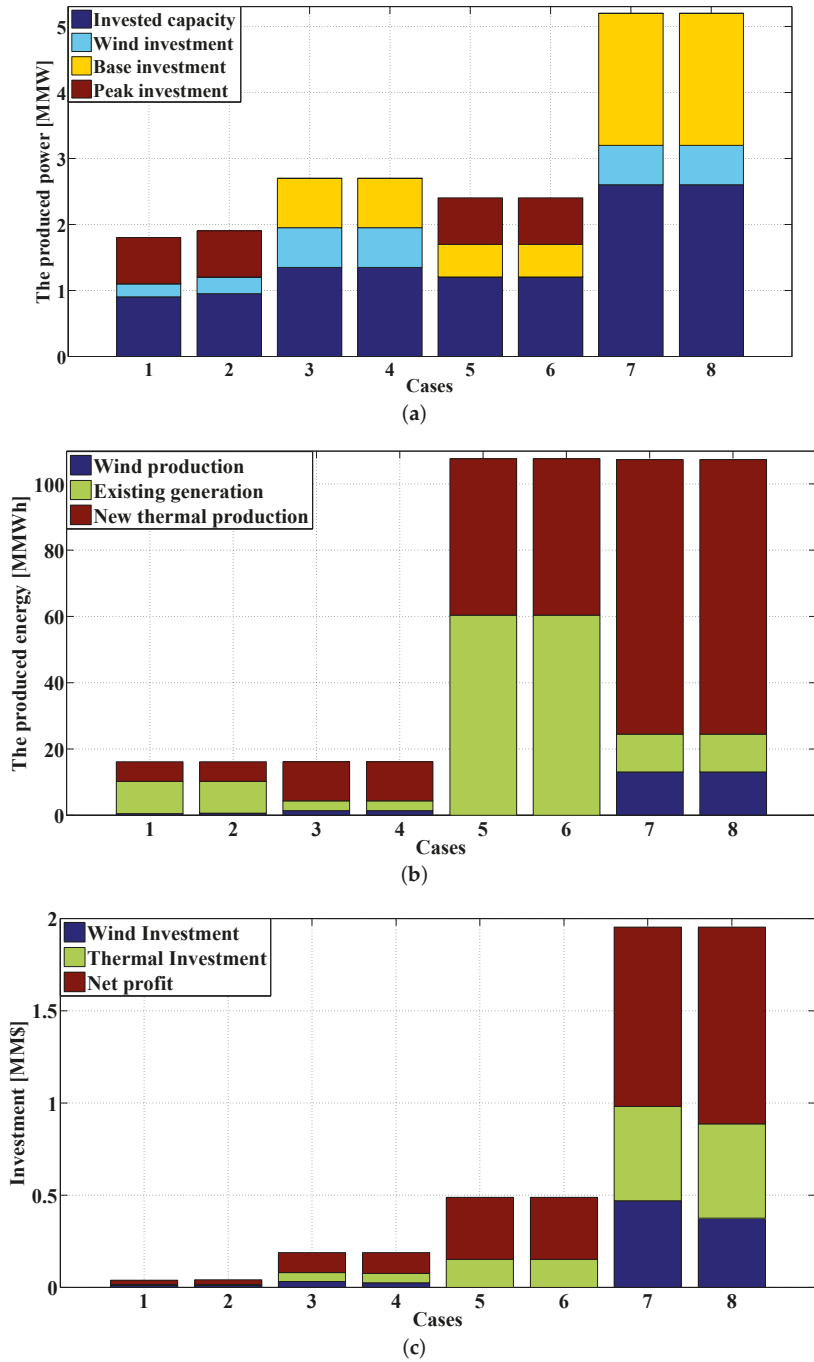 The produced power [MMW]
5
4
3
2
1
0
Invested capacity
Wind investment
Base investment
Peak investment
1 2 3 4 5 6 7 8
Cases
(a)
The produced energy [MMWh]
100
80
60
40
20
0
Wind production
Existing generation
New thermal production
1 2 3 4 5 6 7 8
Cases
(b)
Investment [MM$]
2
1.5
1
0.5
0
Wind Investment
Thermal Investment
Net profit
1 2 3 4 5 6 7 8
Cases
(c)